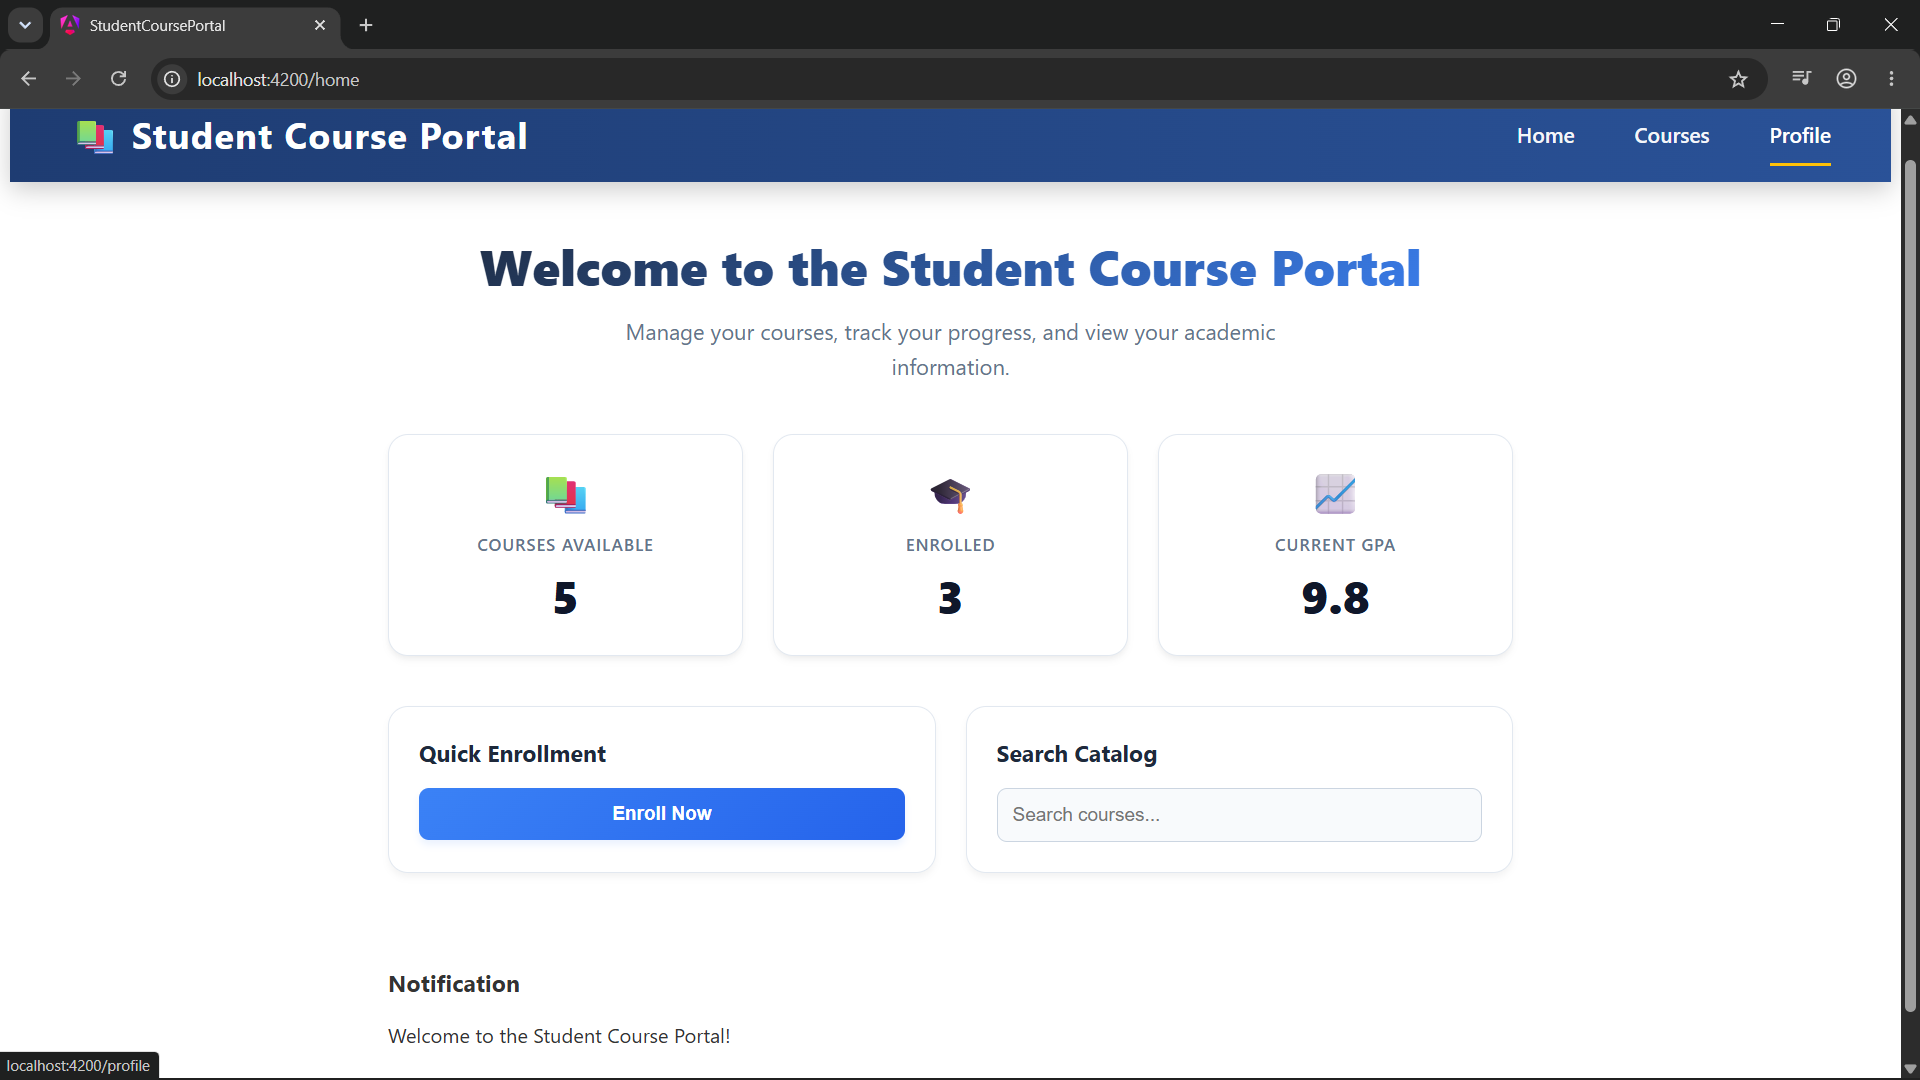 StudentCoursePortal
localhost:4200/home
Student Course Portal
Home
Courses
Profile
Welcome to the Student Course Portal
Manage your courses, track your progress, and view your academic
information.
COURSES AVAILABLE
5
ENROLLED
3
CURRENT GPA
9.8
Quick Enrollment
Enroll Now
Search Catalog
Search courses...
Notification
Welcome to the Student Course Portal!
localhost:4200/profile